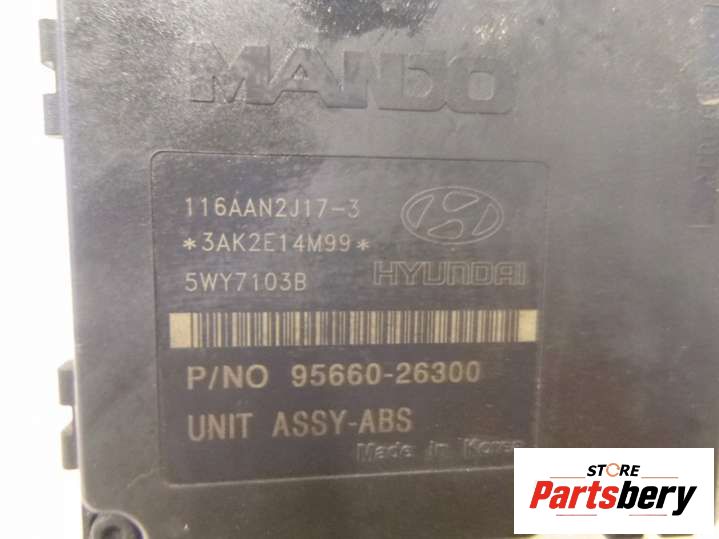 MANDO
116AAN2J17-3
*3AK2E14M99*
5WY7103B
HYUNDAI
P/NO 95660-26300
UNIT ASSY-ABS
Made in Korea
STORE
Partsbery